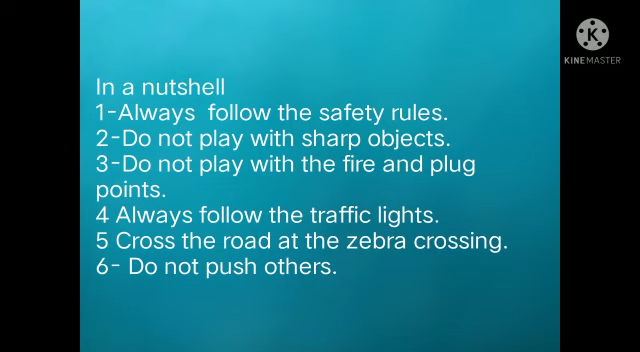 In a nutshell
1-Always  follow the safety rules.
2-Do not play with sharp objects.
3-Do not play with the fire and plug
points.
4 Always follow the traffic lights.
5 Cross the road at the zebra crossing.
6- Do not push others.
K
KINEMASTER